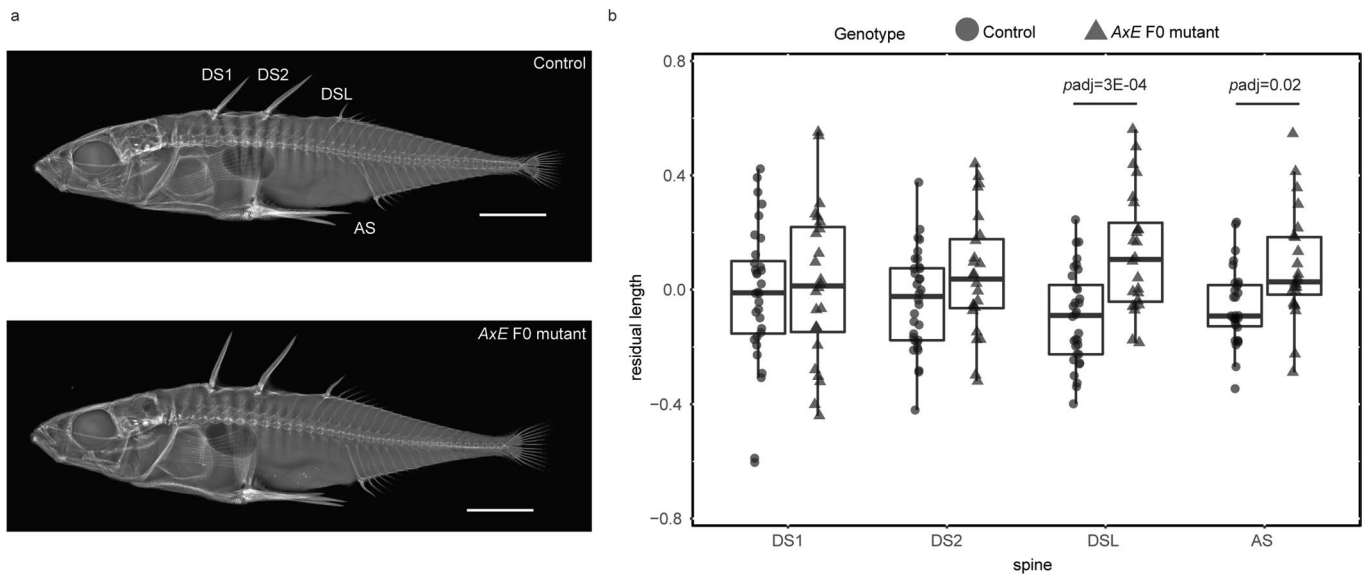 a
Control
DS1
DS2
DSL
AS
AxE F0 mutant
b
Genotype
Control
AxE F0 mutant
0.8
padj=3E-04
padj=0.02
0.4
residual length
0.0
−0.4
−0.8
DS1
DS2
DSL
AS
spine